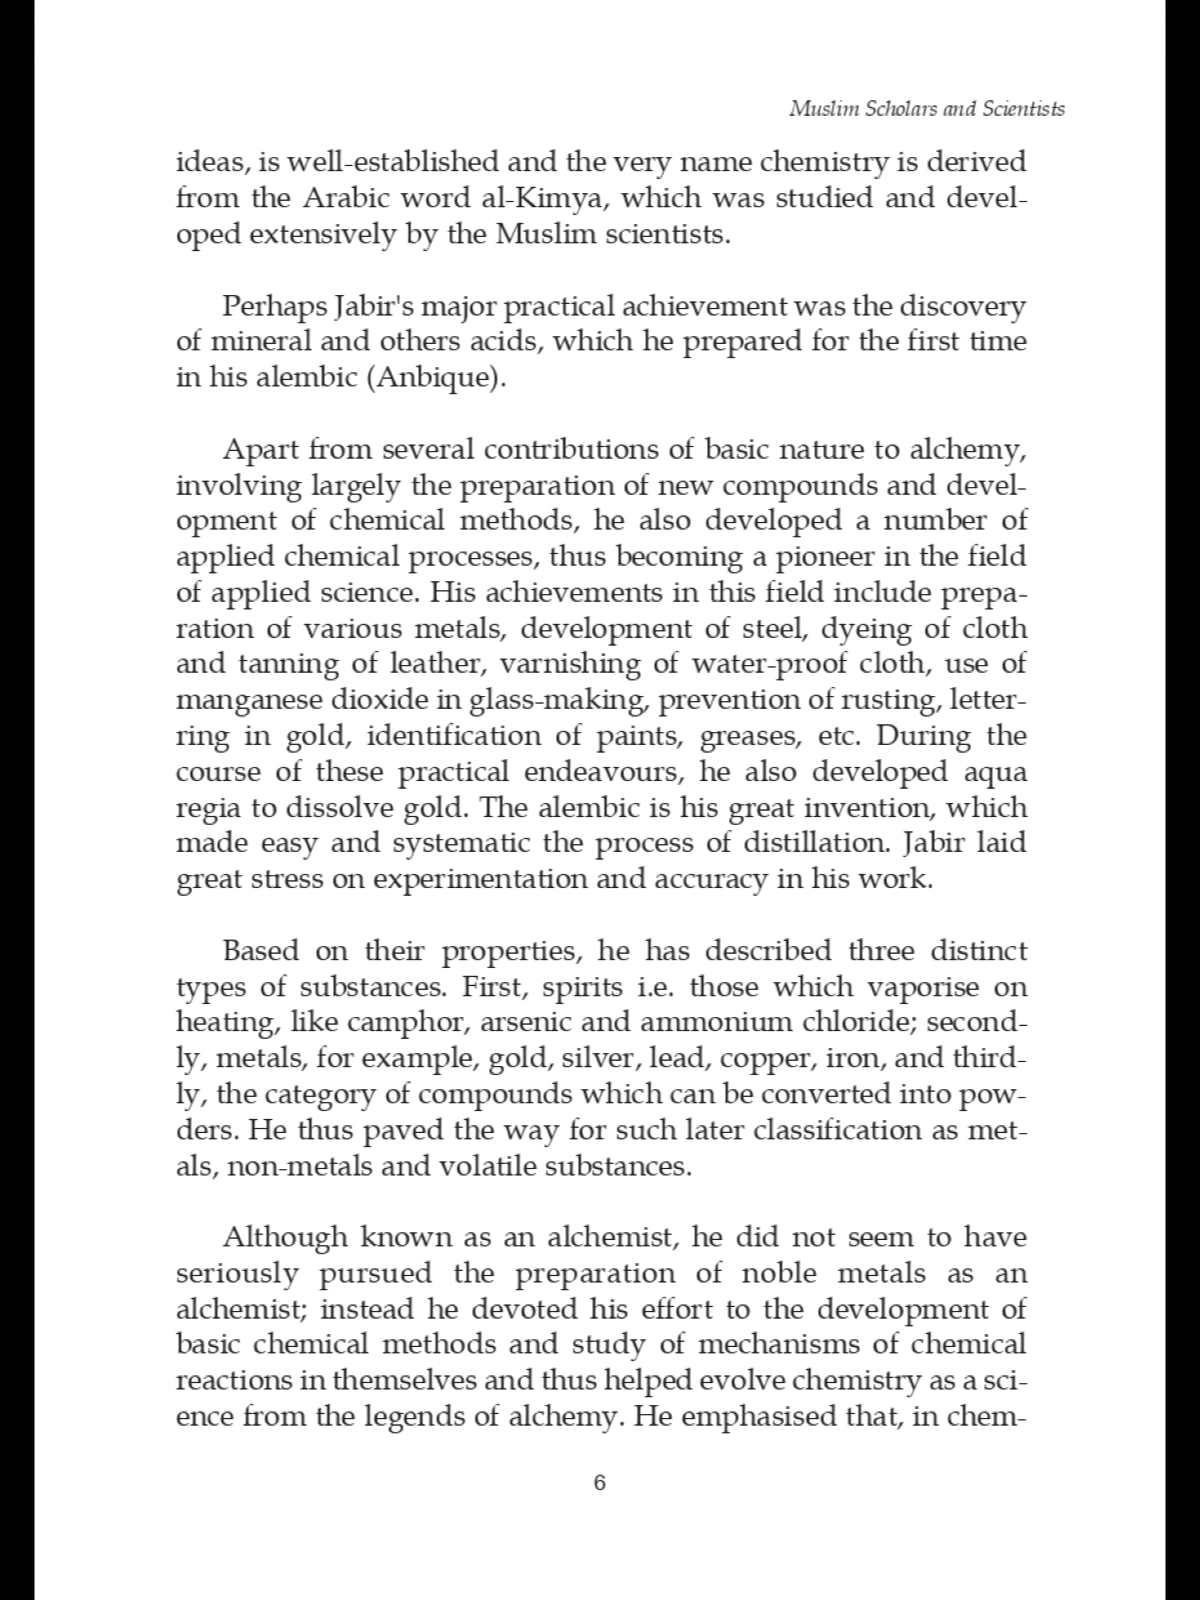 Muslim Scholars and Scientists
ideas, is well-established and the very name chemistry is derived
from the Arabic word al-Kimya, which was studied and devel-
oped extensively by the Muslim scientists.
Perhaps Jabir's major practical achievement was the discovery
of mineral and others acids, which he prepared for the first time
in his alembic (Anbique).
Apart from several contributions of basic nature to alchemy,
involving largely the preparation of new compounds and devel-
opment of chemical methods, he also developed a number of
applied chemical processes, thus becoming a pioneer in the field
of applied science. His achievements in this field include prepa-
ration of various metals, development of steel, dyeing of cloth
and tanning of leather, varnishing of water-proof cloth, use of
manganese dioxide in glass-making, prevention of rusting, letter-
ring in gold, identification of paints, greases, etc. During the
course of these practical endeavours, he also developed aqua
regia to dissolve gold. The alembic is his great invention, which
made easy and systematic the process of distillation. Jabir laid
great stress on experimentation and accuracy in his work.
Based on their properties, he has described three distinct
types of substances. First, spirits i.e. those which vaporise on
heating, like camphor, arsenic and ammonium chloride; second-
ly, metals, for example, gold, silver, lead, copper, iron, and third-
ly, the category of compounds which can be converted into pow-
ders. He thus paved the way for such later classification as met-
als, non-metals and volatile substances.
Although known as an alchemist, he did not seem to have
seriously pursued the preparation of noble metals as an
alchemist; instead he devoted his effort to the development of
basic chemical methods and study of mechanisms of chemical
reactions in themselves and thus helped evolve chemistry as a sci-
ence from the legends of alchemy. He emphasised that, in chem-
6